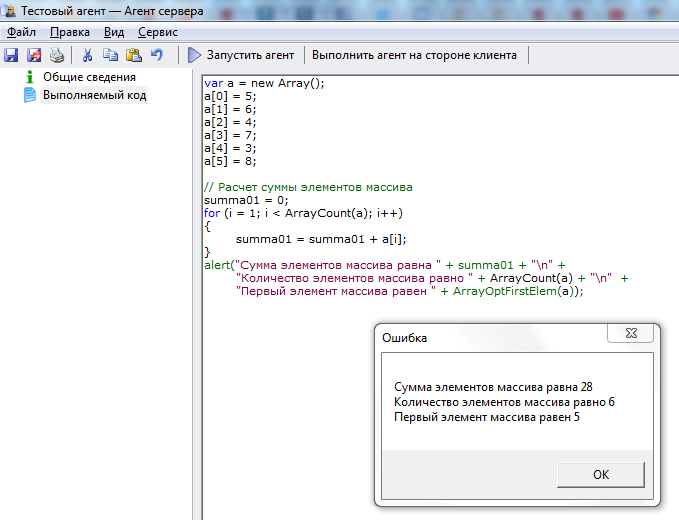 Тестовый агент — Агент сервера
Файл Правка Вид Сервис
Запустить агент Выполнить агент на стороне клиента
Общие сведения
Выполняемый код
var a = new Array();
a[0] = 5;
a[1] = 6;
a[2] = 4;
a[3] = 7;
a[4] = 3;
a[5] = 8;
// Расчет суммы элементов массива
summa01 = 0;
for (i = 1; i < ArrayCount(a); i++)
{
summa01 = summa01 + a[i];
}
alert("Сумма элементов массива равна " + summa01 + "\n" +
"Количество элементов массива равно " + ArrayCount(a) + "\n" +
"Первый элемент массива равен " + ArrayOptFirstElem(a));
Ошибка
Сумма элементов массива равна 28
Количество элементов массива равно 6
Первый элемент массива равен 5
OK